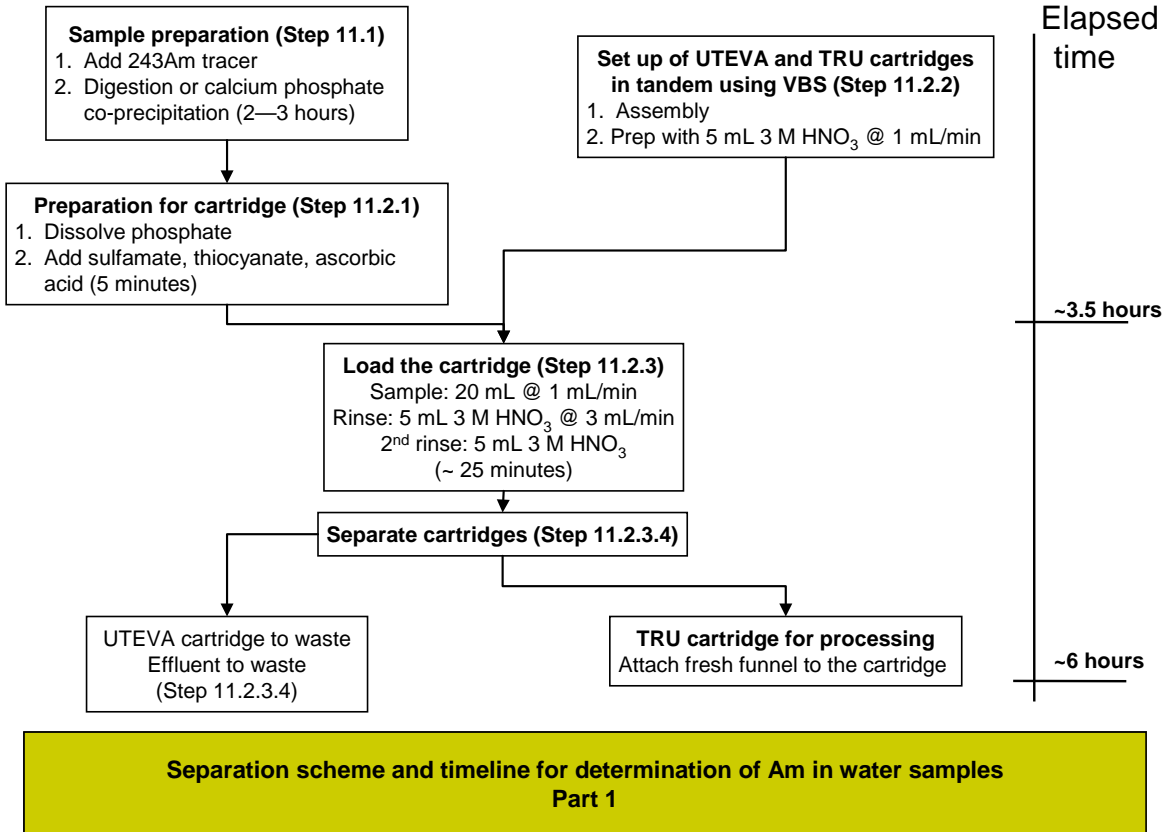 Sample preparation (Step 11.1)
1. Add 243Am tracer
2. Digestion or calcium phosphate
co-precipitation (2—3 hours)
Set up of UTEVA and TRU cartridges
in tandem using VBS (Step 11.2.2)
1. Assembly
2. Prep with 5 mL 3 M HNO3 @ 1 mL/min
Elapsed
time
Preparation for cartridge (Step 11.2.1)
1. Dissolve phosphate
2. Add sulfamate, thiocyanate, ascorbic
acid (5 minutes)
~3.5 hours
Load the cartridge (Step 11.2.3)
Sample: 20 mL @ 1 mL/min
Rinse: 5 mL 3 M HNO3 @ 3 mL/min
2nd rinse: 5 mL 3 M HNO3
(~ 25 minutes)
Separate cartridges (Step 11.2.3.4)
UTEVA cartridge to waste
Effluent to waste
(Step 11.2.3.4)
TRU cartridge for processing
Attach fresh funnel to the cartridge
~6 hours
Separation scheme and timeline for determination of Am in water samples
Part 1